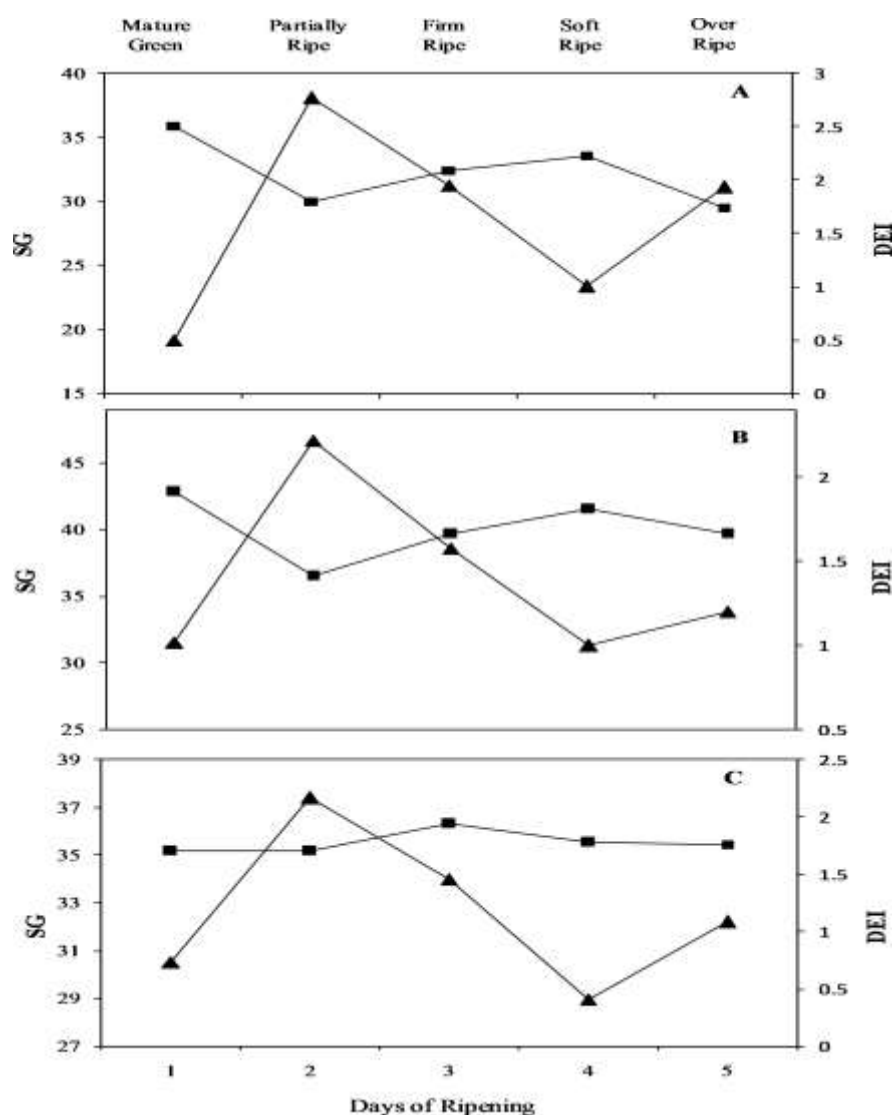 Mature Partially Firm Soft Over
Green Ripe Ripe Ripe Ripe
40 3
A
35 2.5
2
30
SG 1.5 DEI
25
1
20 0.5
15 0
B
45 2
40
SG 1.5 DEI
35
1
30
25 0.5
39 2.5
C
37 2
35
1.5
33
SG 1 DEI
31
29 0.5
27 0
1 2 3 4 5
Days of Ripening